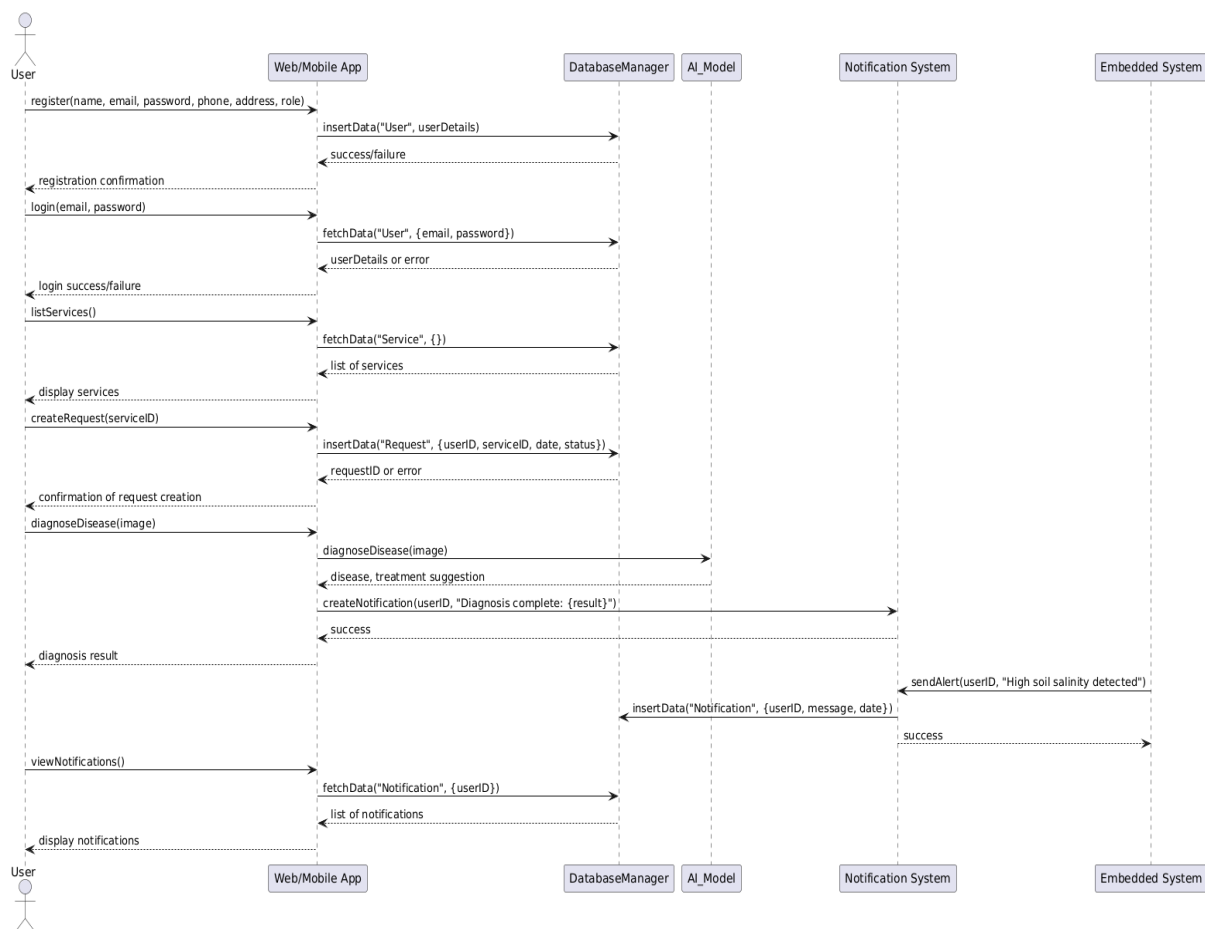 User
Web/Mobile App
DatabaseManager
AI_Model
Notification System
Embedded System
register(name, email, password, phone, address, role)
insertData("User", userDetails)
success/failure
registration confirmation
login(email, password)
fetchData("User", {email, password})
userDetails or error
login success/failure
listServices()
fetchData("Service", {})
list of services
display services
createRequest(serviceID)
insertData("Request", {userID, serviceID, date, status})
requestID or error
confirmation of request creation
diagnoseDisease(image)
diagnoseDisease(image)
disease, treatment suggestion
createNotification(userID, "Diagnosis complete: {result}")
success
diagnosis result
sendAlert(userID, "High soil salinity detected")
insertData("Notification", {userID, message, date})
success
viewNotifications()
fetchData("Notification", {userID})
list of notifications
display notifications
User
Web/Mobile App
DatabaseManager
AI_Model
Notification System
Embedded System